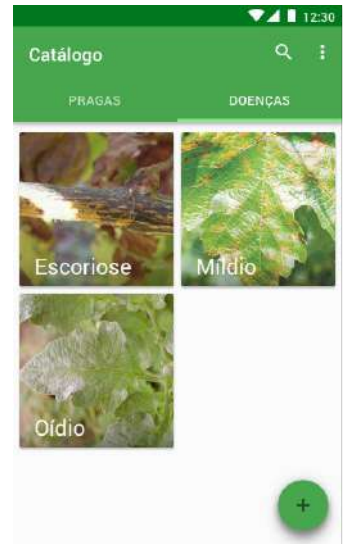 12:30
Catálogo
PRAGAS DOENÇAS
Escoriose Míldio
Oídio
+